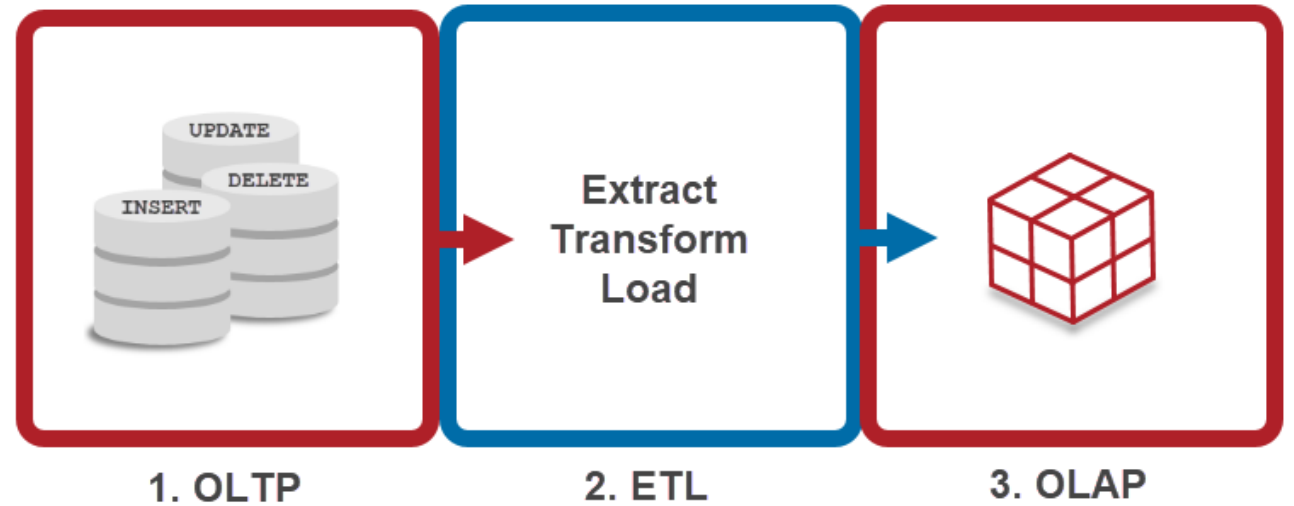 UPDATE
DELETE
INSERT
Extract
Transform
Load
1. OLTP
2. ETL
3. OLAP